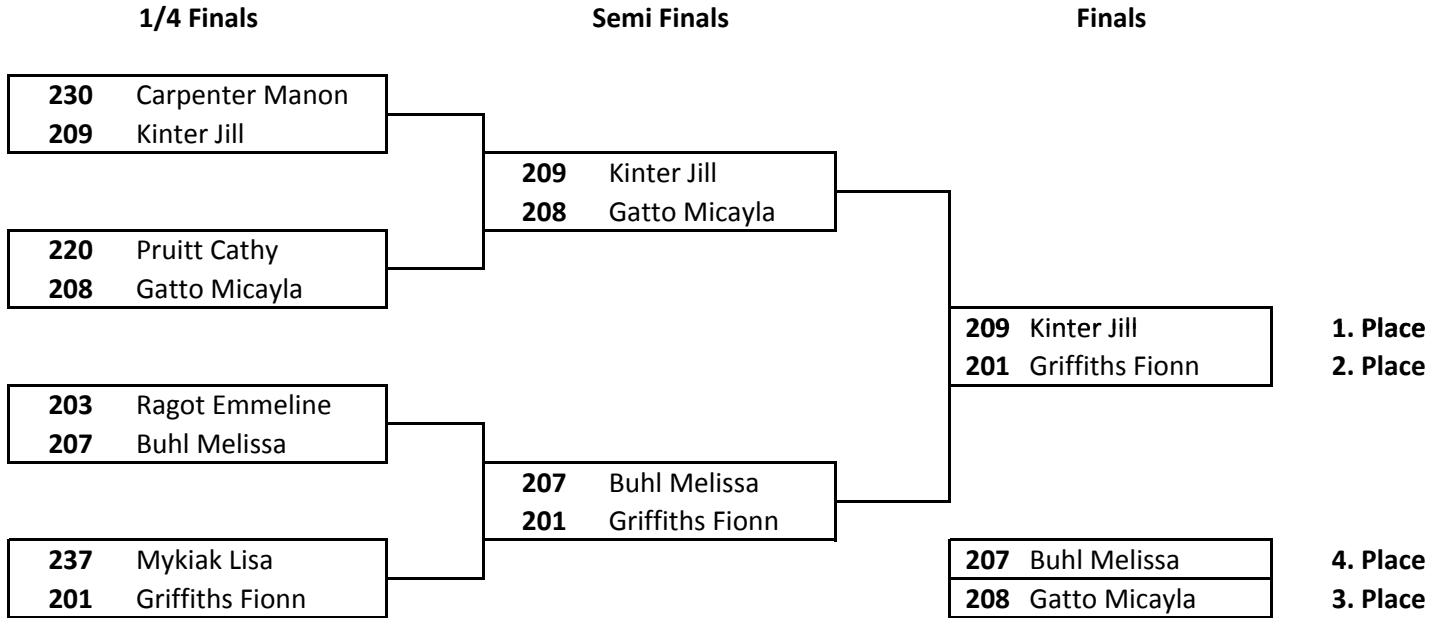 1/4 Finals Semi Finals Finals
230 Carpenter Manon
209 Kinter Jill
209 Kinter Jill
208 Gatto Micayla
220 Pruitt Cathy
208 Gatto Micayla
209 Kinter Jill 1. Place
201 Griffiths Fionn 2. Place
203 Ragot Emmeline
207 Buhl Melissa
207 Buhl Melissa
201 Griffiths Fionn
237 Mykiak Lisa 207 Buhl Melissa 4. Place
201 Griffiths Fionn 208 Gatto Micayla 3. Place